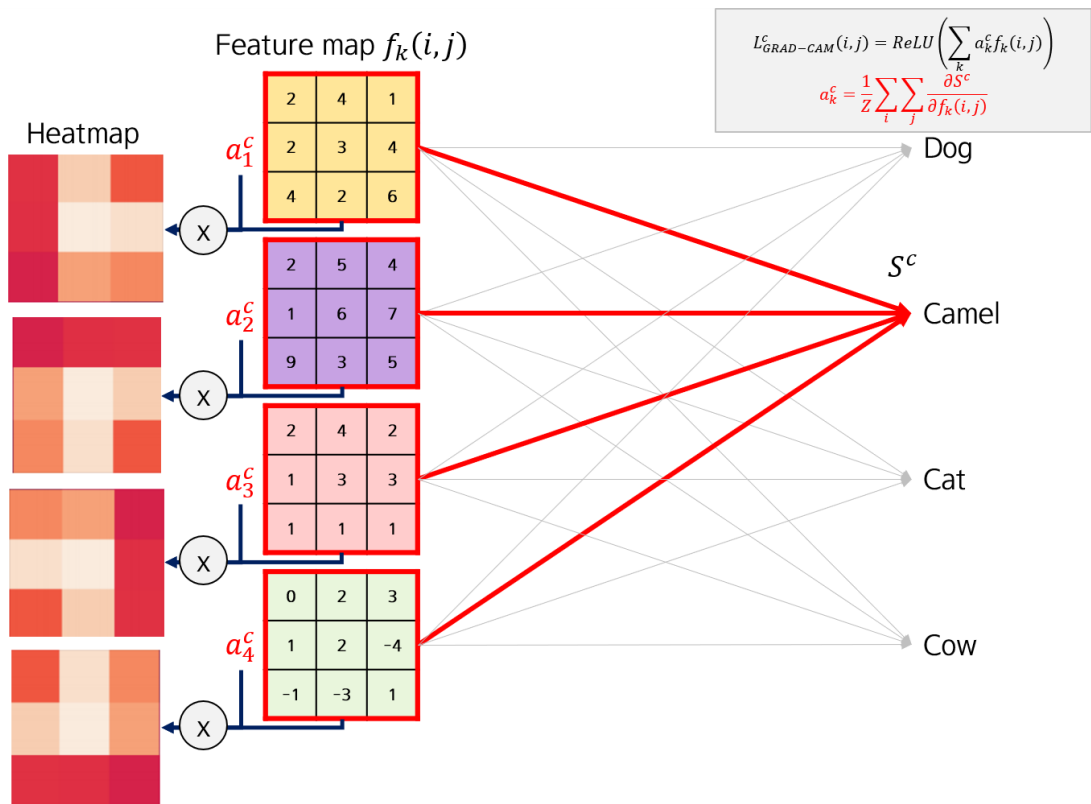 Feature map f_k(i,j)
L^c_{GRAD-CAM}(i,j) = ReLU(∑_k a^c_k f_k(i,j))
a^c_k = 1/Z ∑_i ∑_j ∂S^c/∂f_k(i,j)
Heatmap
a^c_1
2 4 1
2 3 4
4 2 6
X
Dog
a^c_2
2 5 4
1 6 7
9 3 5
X
S^c
Camel
a^c_3
2 4 2
1 3 3
1 1 1
X
Cat
a^c_4
0 2 3
1 2 -4
-1 -3 1
X
Cow